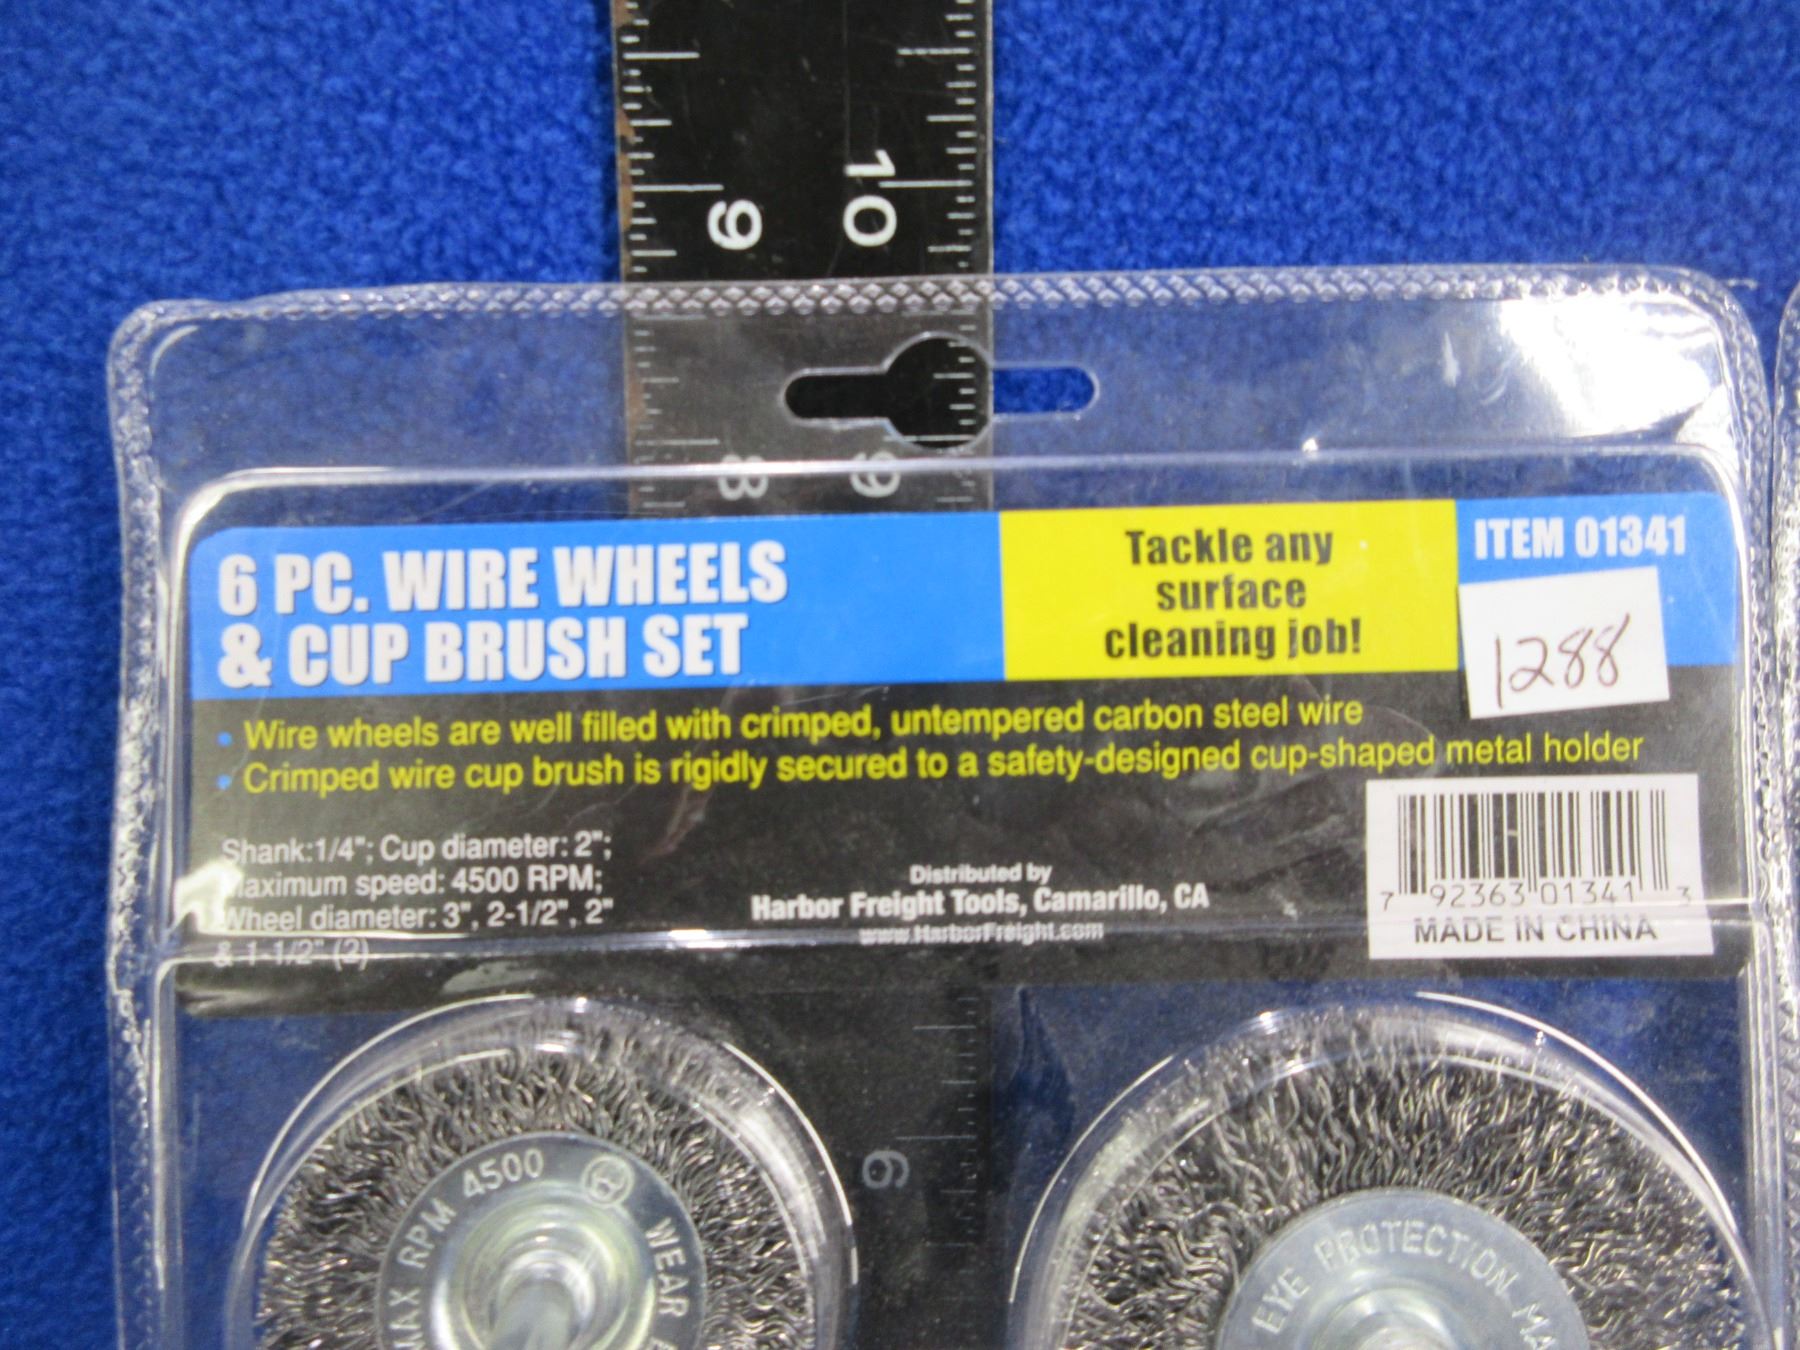 9
10
8
9
6 PC. WIRE WHEELS
& CUP BRUSH SET
Tackle any
surface
cleaning job!
ITEM 01341
1288
• Wire wheels are well filled with crimped, untempered carbon steel wire
• Crimped wire cup brush is rigidly secured to a safety-designed cup-shaped metal holder
Shank:1/4"; Cup diameter: 2";
Maximum speed: 4500 RPM;
Wheel diameter: 3", 2-1/2", 2"
& 1-1/2" (2)
Distributed by
Harbor Freight Tools, Camarillo, CA
www.HarborFreight.com
7 92363 01341 3
MADE IN CHINA
6
MAX RPM 4500 WEAR
EYE PROTECTION